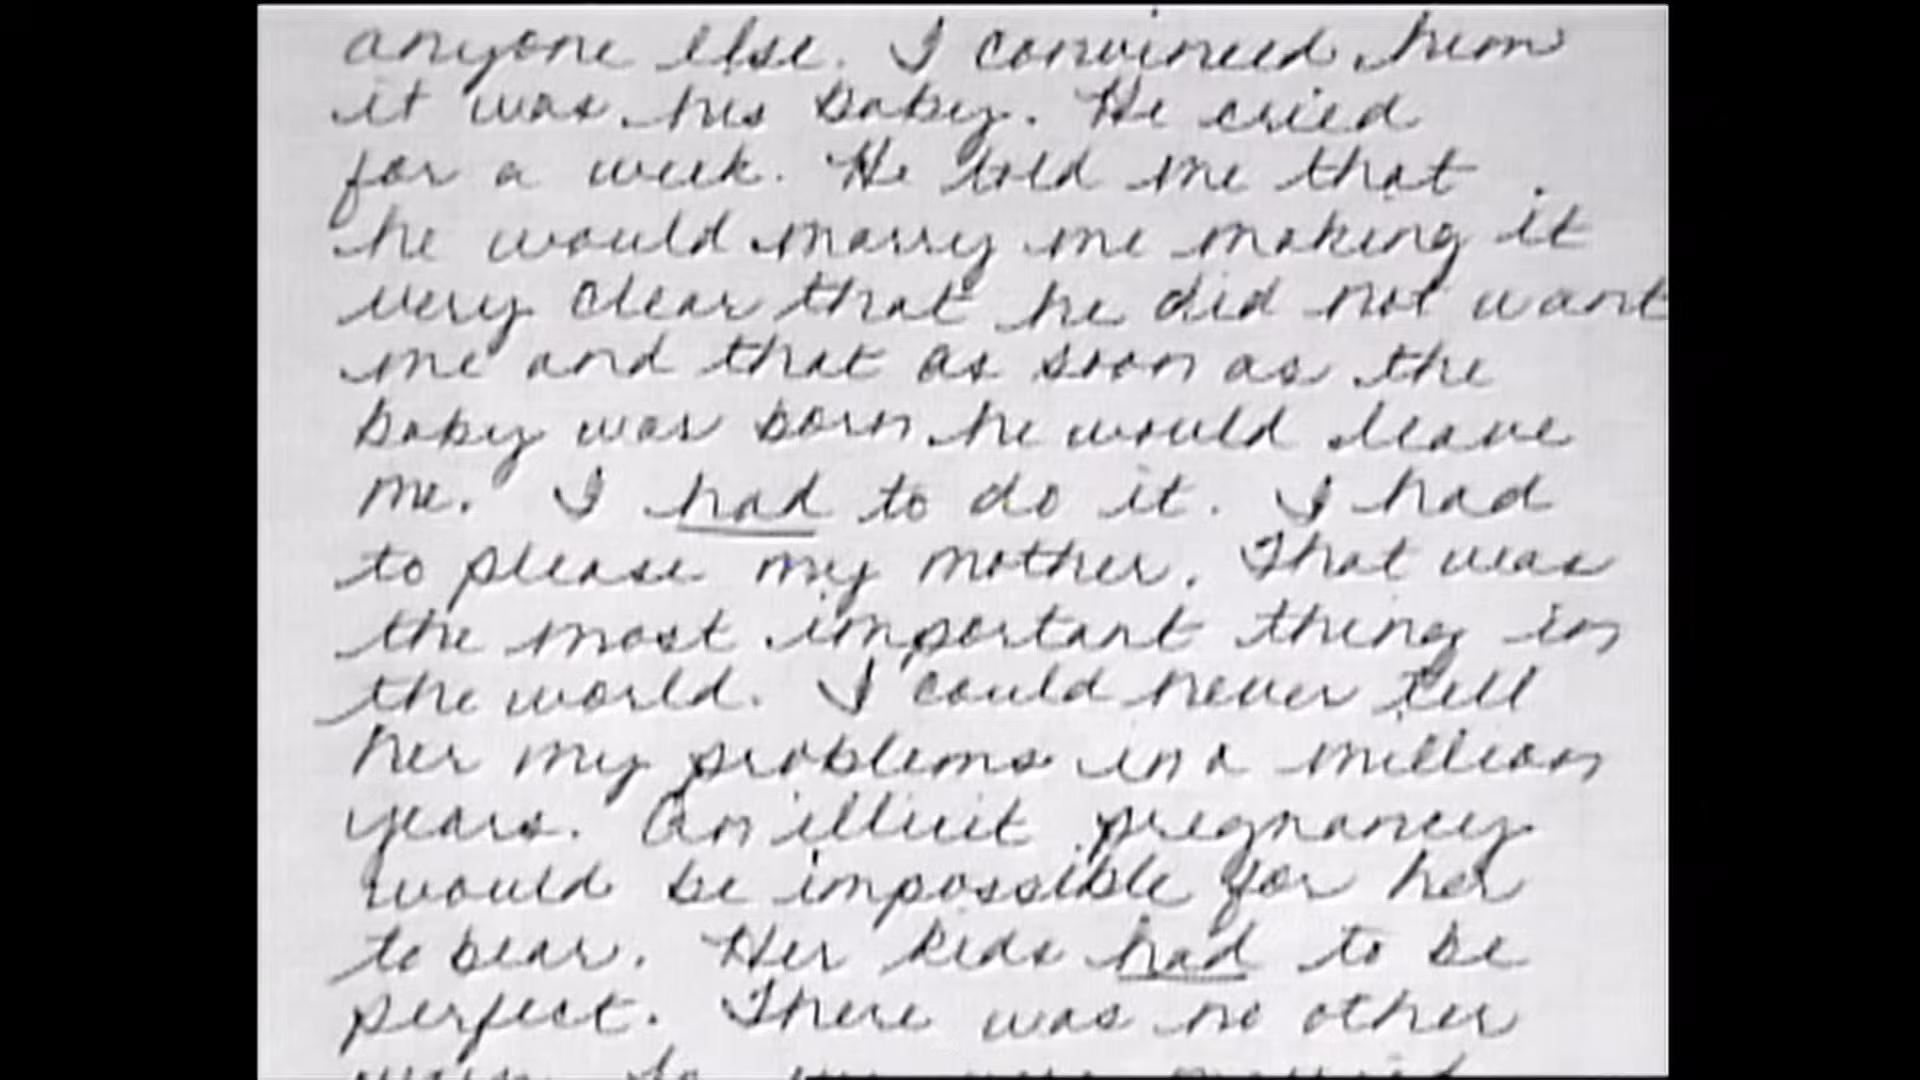 anyone else. I convinced him
it was his baby. He cried
for a week. He told me that
he would marry me making it
very clear that he did not want
me and that as soon as the
baby was born he would leave
me. I had to do it. I had
to please my mother. That was
the most important thing in
the world. I could never tell
her my problems in a million
years. An illicit pregnancy
would be impossible for her
to bear. Her kids had to be
perfect. There was no other
So we were married